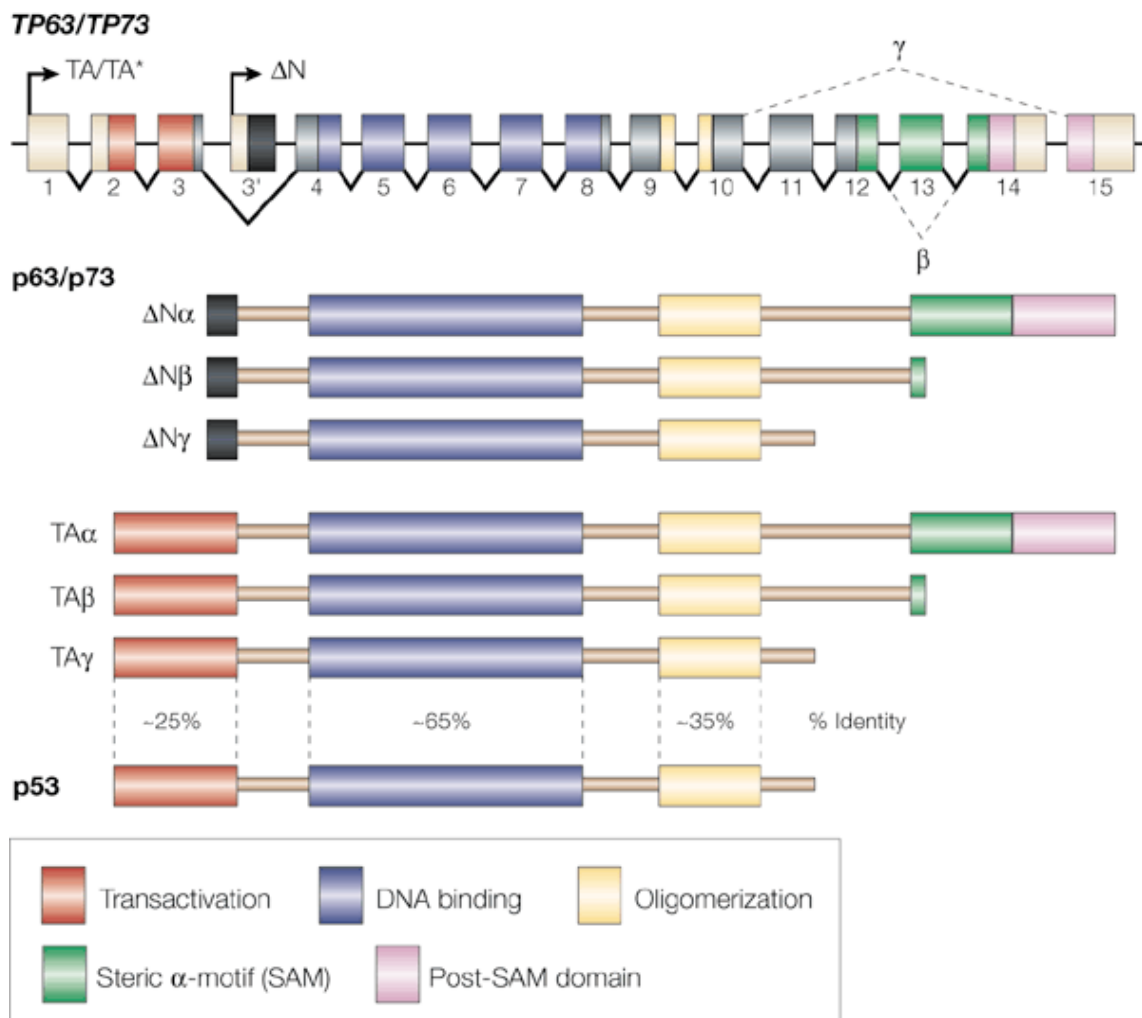 TP63/TP73
TA/TA* ΔN γ
1 2 3 3' 4 5 6 7 8 9 10 11 12 13 14 15
β
p63/p73
ΔNα
ΔNβ
ΔNγ
TAα
TAβ
TAγ
~25% ~65% ~35% % Identity
p53
Transactivation DNA binding Oligomerization
Steric α-motif (SAM) Post-SAM domain